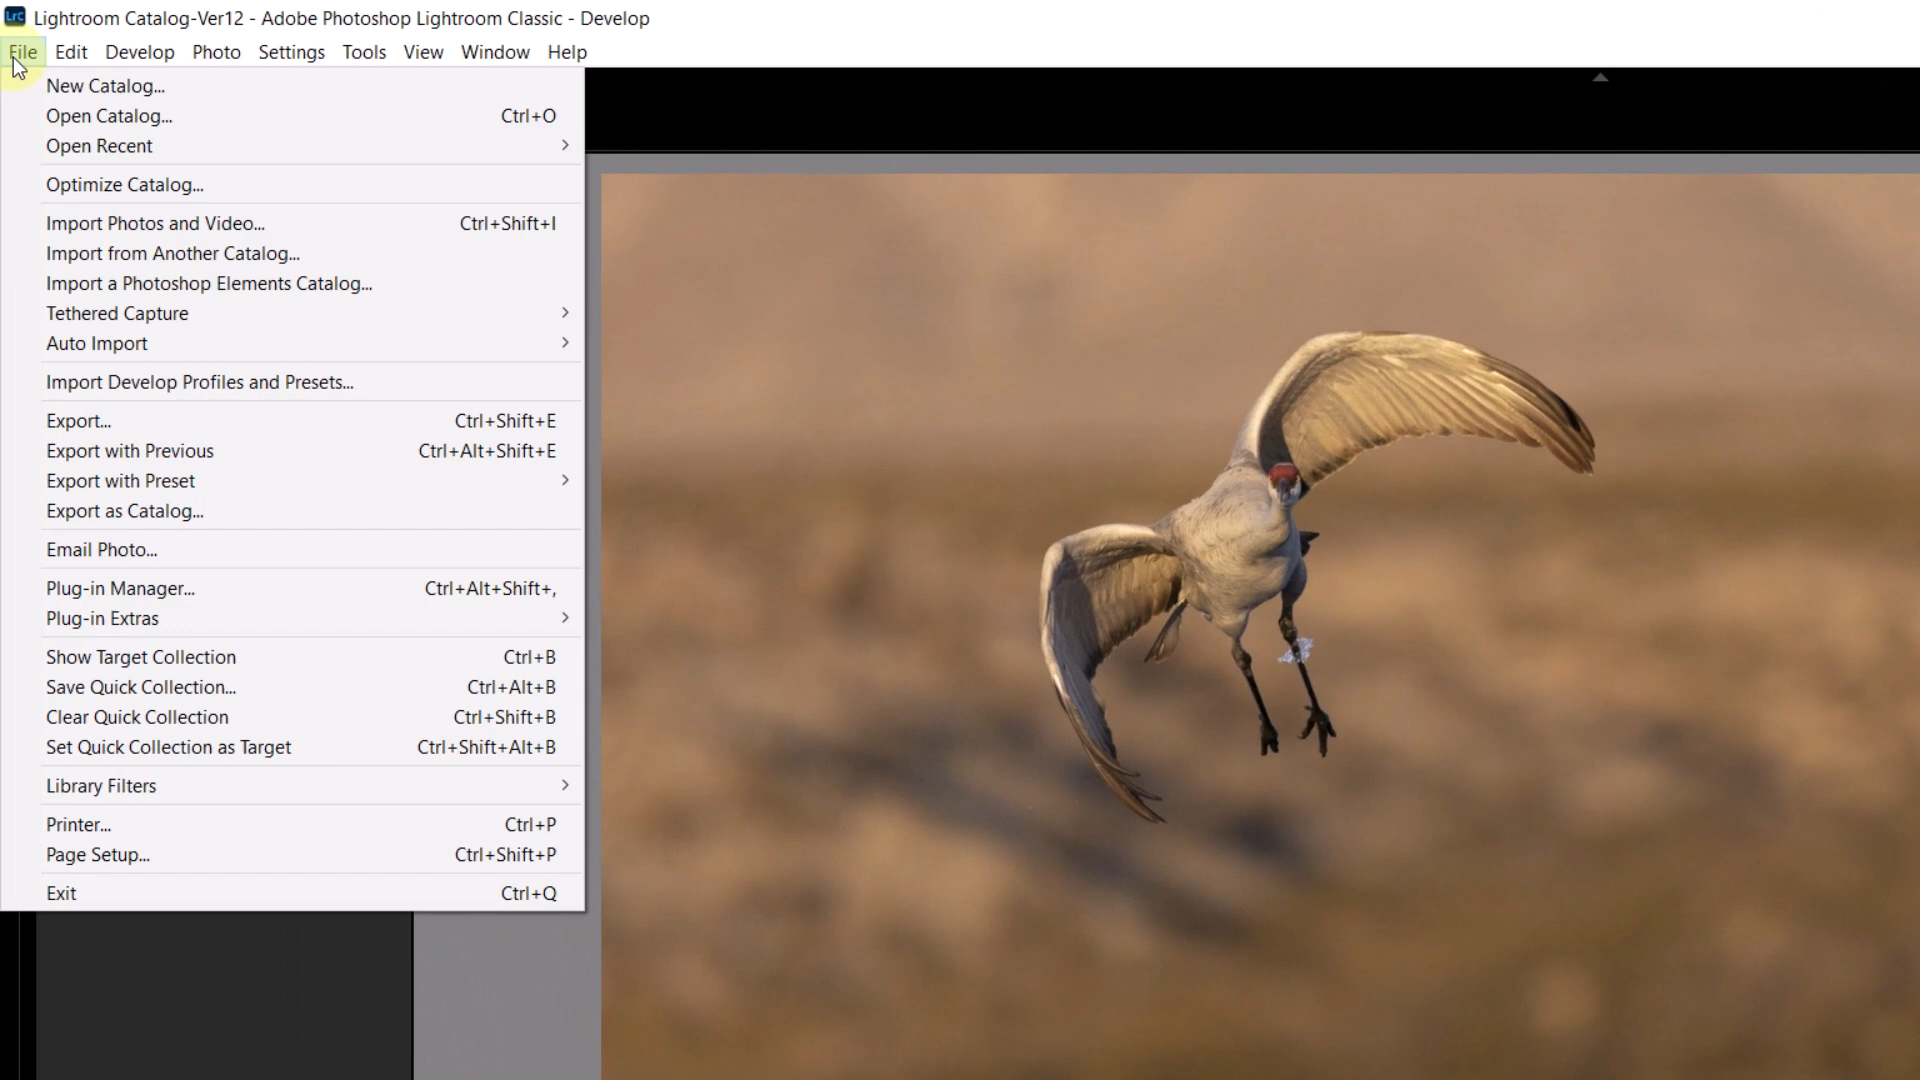 LrC Lightroom Catalog-Ver12 - Adobe Photoshop Lightroom Classic - Develop
File Edit Develop Photo Settings Tools View Window Help
New Catalog...
Open Catalog... Ctrl+O
Open Recent
Optimize Catalog...
Import Photos and Video... Ctrl+Shift+I
Import from Another Catalog...
Import a Photoshop Elements Catalog...
Tethered Capture
Auto Import
Import Develop Profiles and Presets...
Export... Ctrl+Shift+E
Export with Previous Ctrl+Alt+Shift+E
Export with Preset
Export as Catalog...
Email Photo...
Plug-in Manager... Ctrl+Alt+Shift+,
Plug-in Extras
Show Target Collection Ctrl+B
Save Quick Collection... Ctrl+Alt+B
Clear Quick Collection Ctrl+Shift+B
Set Quick Collection as Target Ctrl+Shift+Alt+B
Library Filters
Printer... Ctrl+P
Page Setup... Ctrl+Shift+P
Exit Ctrl+Q